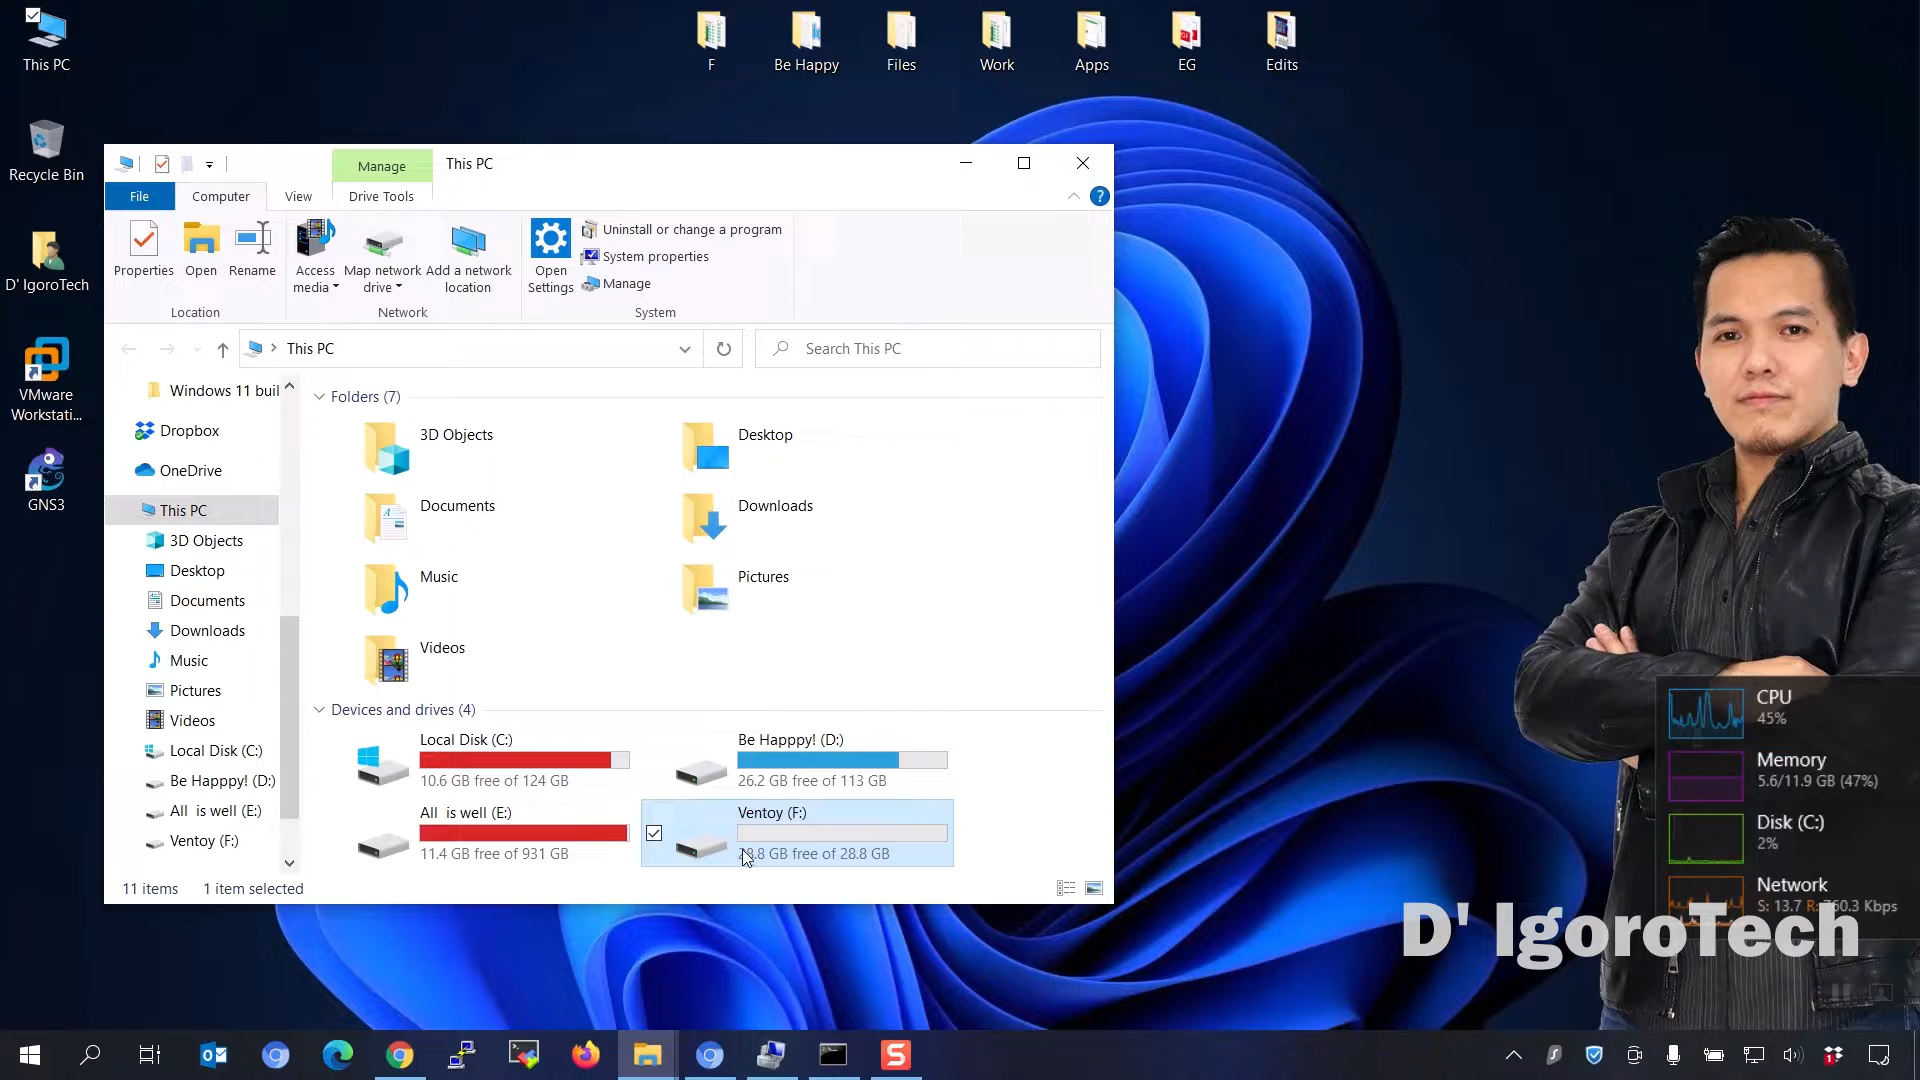 This PC
F
Be Happy
Files
Work
Apps
EG
Edits
Recycle Bin
D' IgoroTech
VMware
Workstati...
GNS3
Manage
This PC
File
Computer
View
Drive Tools
?
Properties
Open
Rename
Access
media
Map network
drive
Add a network
location
Open
Settings
Uninstall or change a program
System properties
Manage
Location
Network
System
This PC
Search This PC
Windows 11 buil
Dropbox
OneDrive
This PC
3D Objects
Desktop
Documents
Downloads
Music
Pictures
Videos
Local Disk (C:)
Be Happpy! (D:)
All  is well (E:)
Ventoy (F:)
Folders (7)
3D Objects
Desktop
Documents
Downloads
Music
Pictures
Videos
Devices and drives (4)
Local Disk (C:)
10.6 GB free of 124 GB
Be Happpy! (D:)
26.2 GB free of 113 GB
All  is well (E:)
11.4 GB free of 931 GB
Ventoy (F:)
28.8 GB free of 28.8 GB
11 items
1 item selected
CPU
45%
Memory
5.6/11.9 GB (47%)
Disk (C:)
2%
Network
S: 13.7 R: 760.3 Kbps
D' IgoroTech